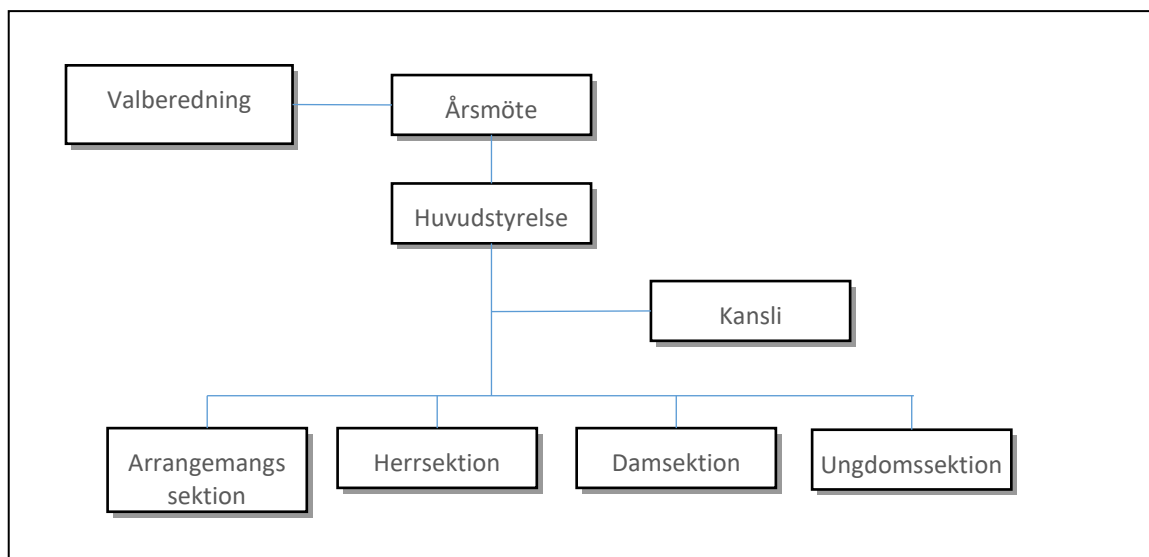 Valberedning
Årsmöte
Huvudstyrelse
Kansli
Arrangemangs
sektion
Herrsektion
Damsektion
Ungdomssektion